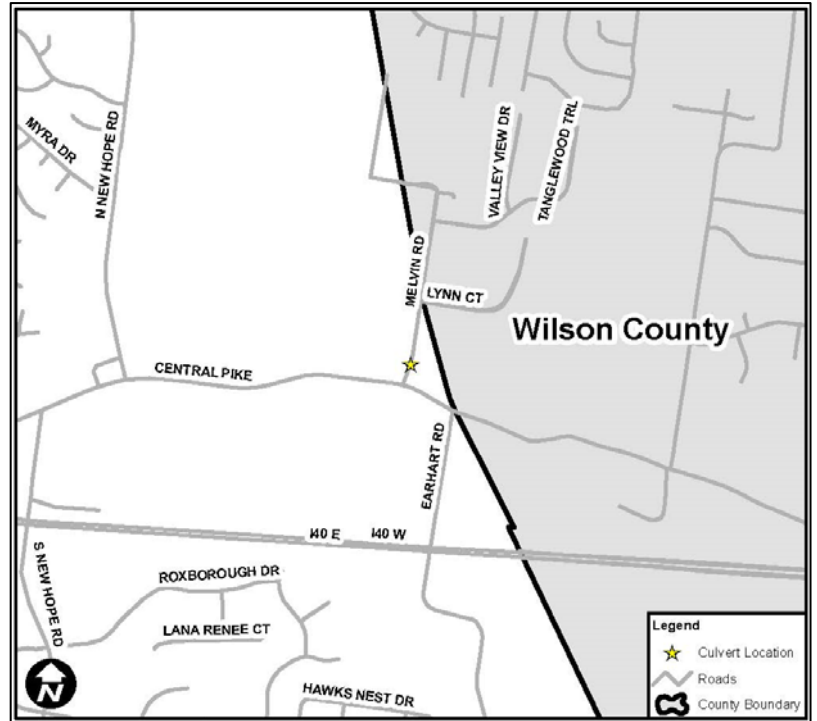 MYRA DR
N NEW HOPE RD
VALLEY VIEW DR
TANGLEWOOD TRL
MELVIN RD
LYNN CT
Wilson County
CENTRAL PIKE
EARHART RD
I40 E
I40 W
S NEW HOPE RD
ROXBOROUGH DR
LANA RENEE CT
HAWKS NEST DR
N
Legend
Culvert Location
Roads
County Boundary